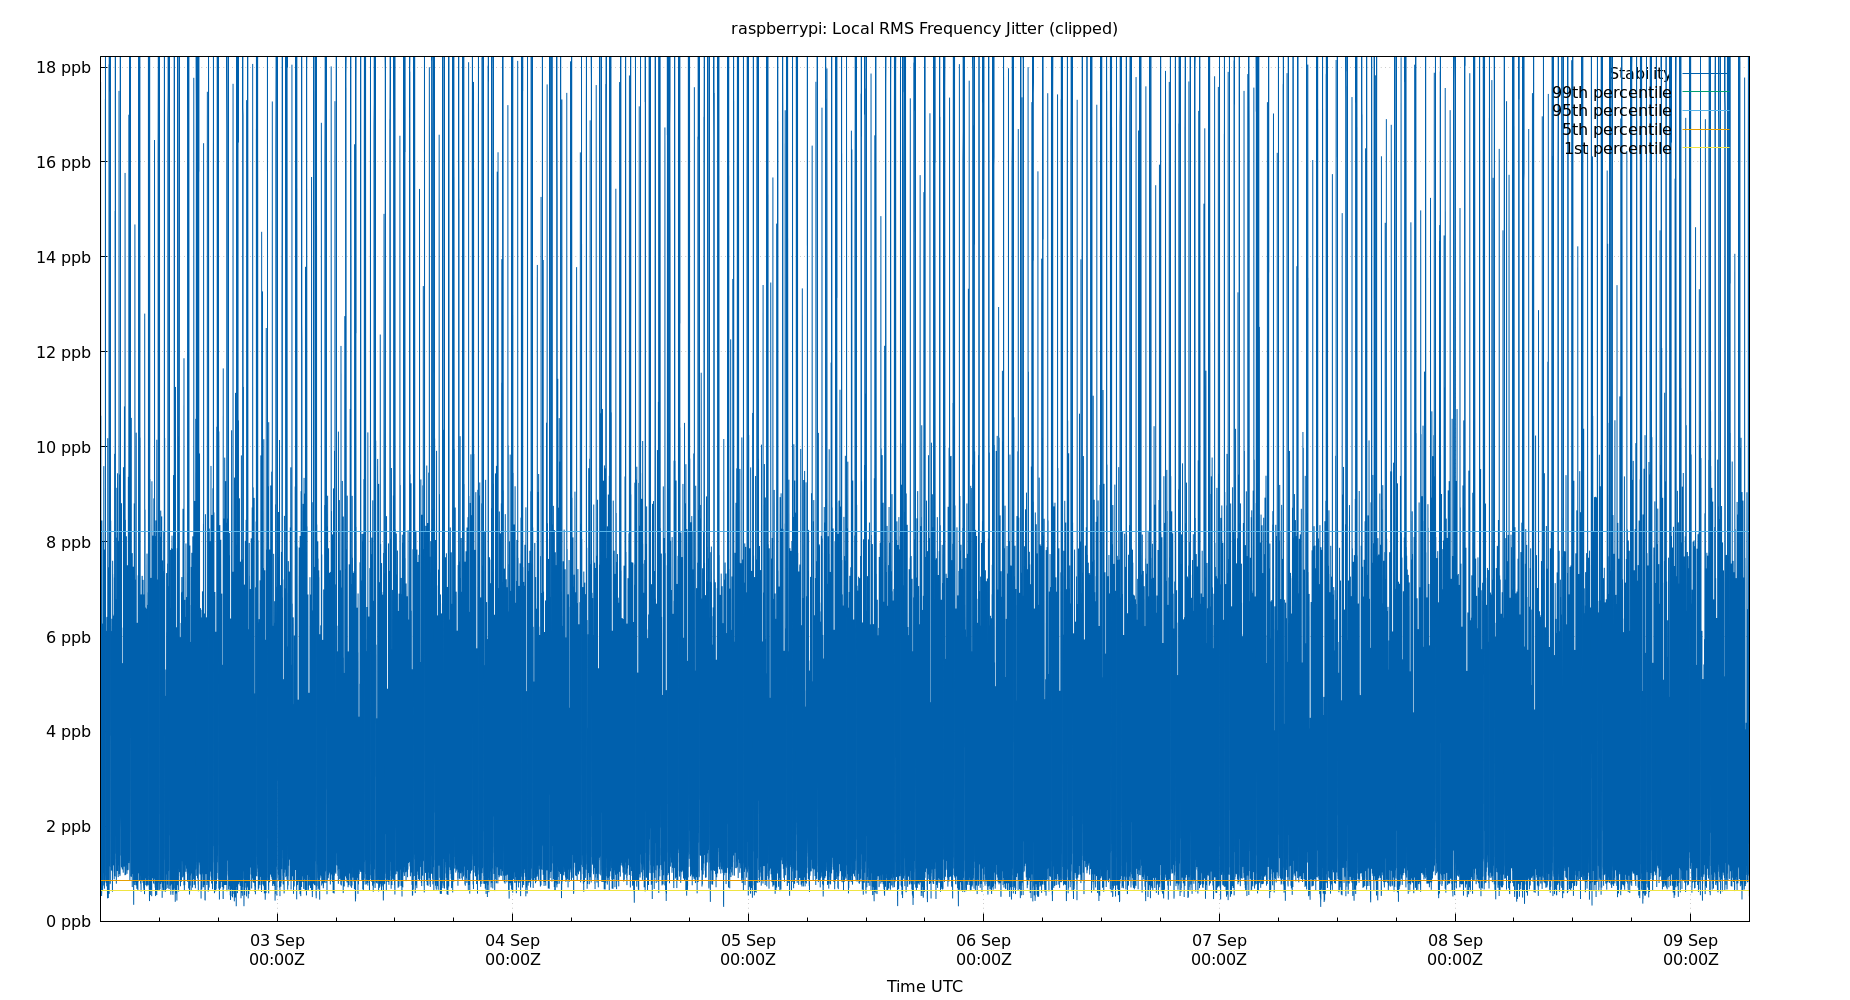 raspberrypi: Local RMS Frequency Jitter (clipped)
18 ppb
16 ppb
14 ppb
12 ppb
10 ppb
8 ppb
6 ppb
4 ppb
2 ppb
0 ppb
Stability
99th percentile
95th percentile
5th percentile
1st percentile
03 Sep
00:00Z
04 Sep
00:00Z
05 Sep
00:00Z
06 Sep
00:00Z
07 Sep
00:00Z
08 Sep
00:00Z
09 Sep
00:00Z
Time UTC